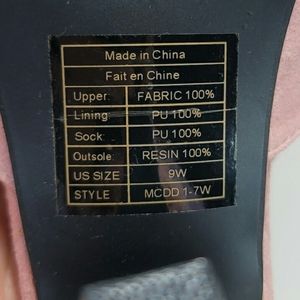 Made in China
Fait en Chine
Upper: FABRIC 100%
Lining: PU 100%
Sock: PU 100%
Outsole: RESIN 100%
US SIZE 9W
STYLE MCDD 1-7W